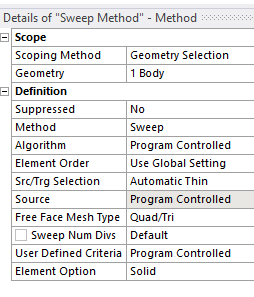 Details of "Sweep Method" - Method
Scope
Scoping Method Geometry Selection
Geometry 1 Body
Definition
Suppressed No
Method Sweep
Algorithm Program Controlled
Element Order Use Global Setting
Src/Trg Selection Automatic Thin
Source Program Controlled
Free Face Mesh Type Quad/Tri
Sweep Num Divs Default
User Defined Criteria Program Controlled
Element Option Solid